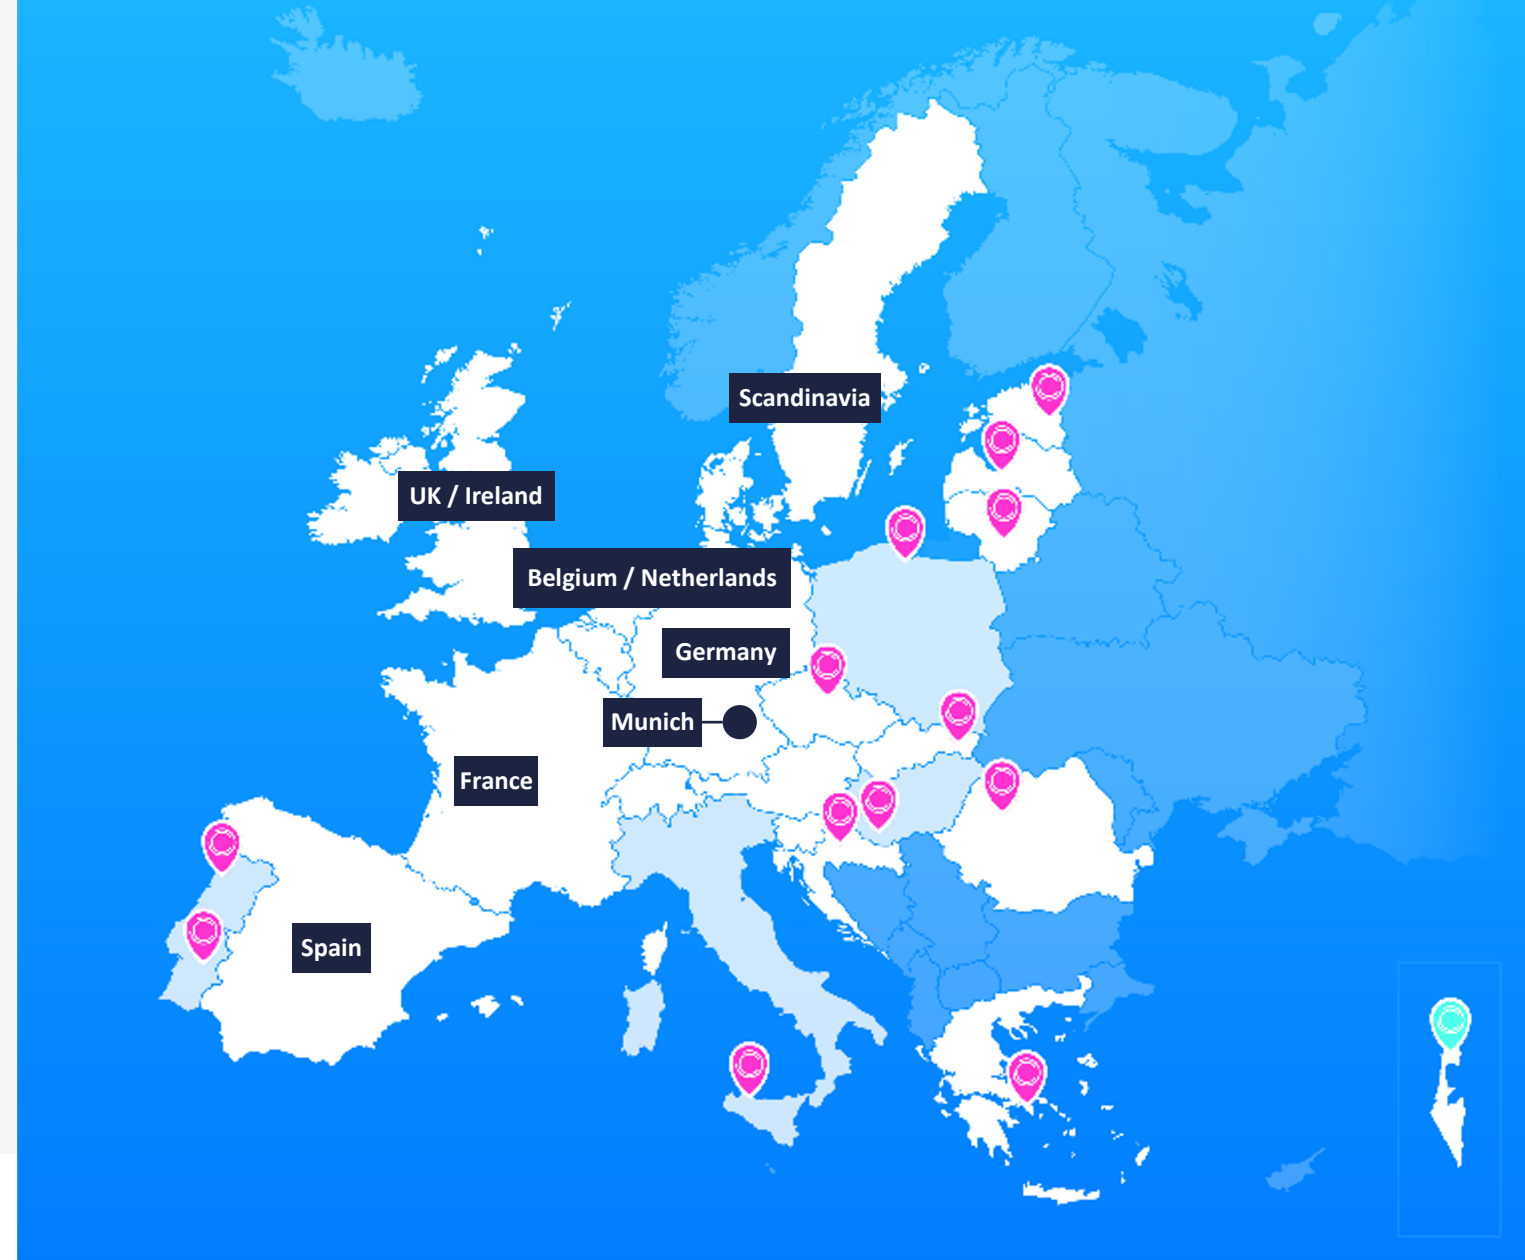 Scandinavia
UK / Ireland
Belgium / Netherlands
Germany
Munich
France
Spain